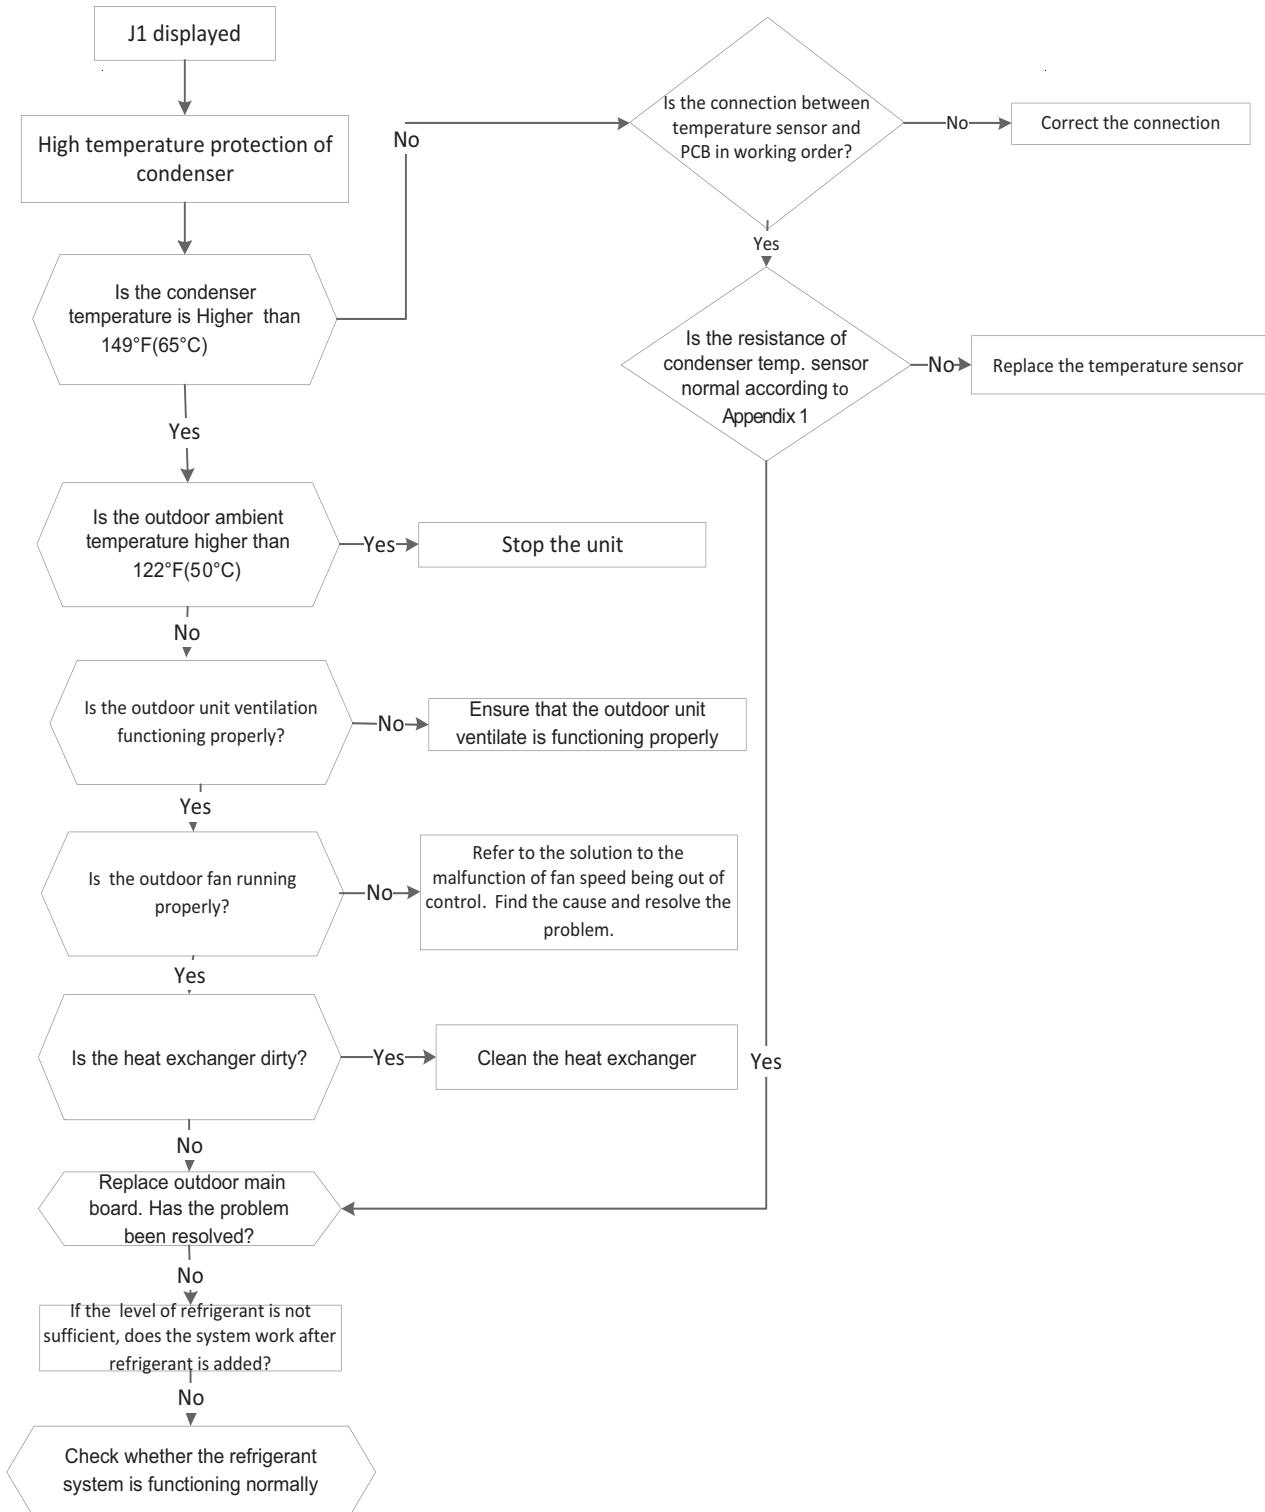 J1 displayed
High temperature protection of
condenser
Is the condenser
temperature is Higher than
149°F(65°C)
No
Is the connection between
temperature sensor and
PCB in working order?
No
Correct the connection
Yes
Is the resistance of
condenser temp. sensor
normal according to
Appendix 1
No
Replace the temperature sensor
Yes
Yes
Is the outdoor ambient
temperature higher than
122°F(50°C)
Yes
Stop the unit
No
Is the outdoor unit ventilation
functioning properly?
No
Ensure that the outdoor unit
ventilate is functioning properly
Yes
Is the outdoor fan running
properly?
No
Refer to the solution to the
malfunction of fan speed being out of
control. Find the cause and resolve the
problem.
Yes
Is the heat exchanger dirty?
Yes
Clean the heat exchanger
No
Replace outdoor main
board. Has the problem
been resolved?
No
If the level of refrigerant is not
sufficient, does the system work after
refrigerant is added?
No
Check whether the refrigerant
system is functioning normally